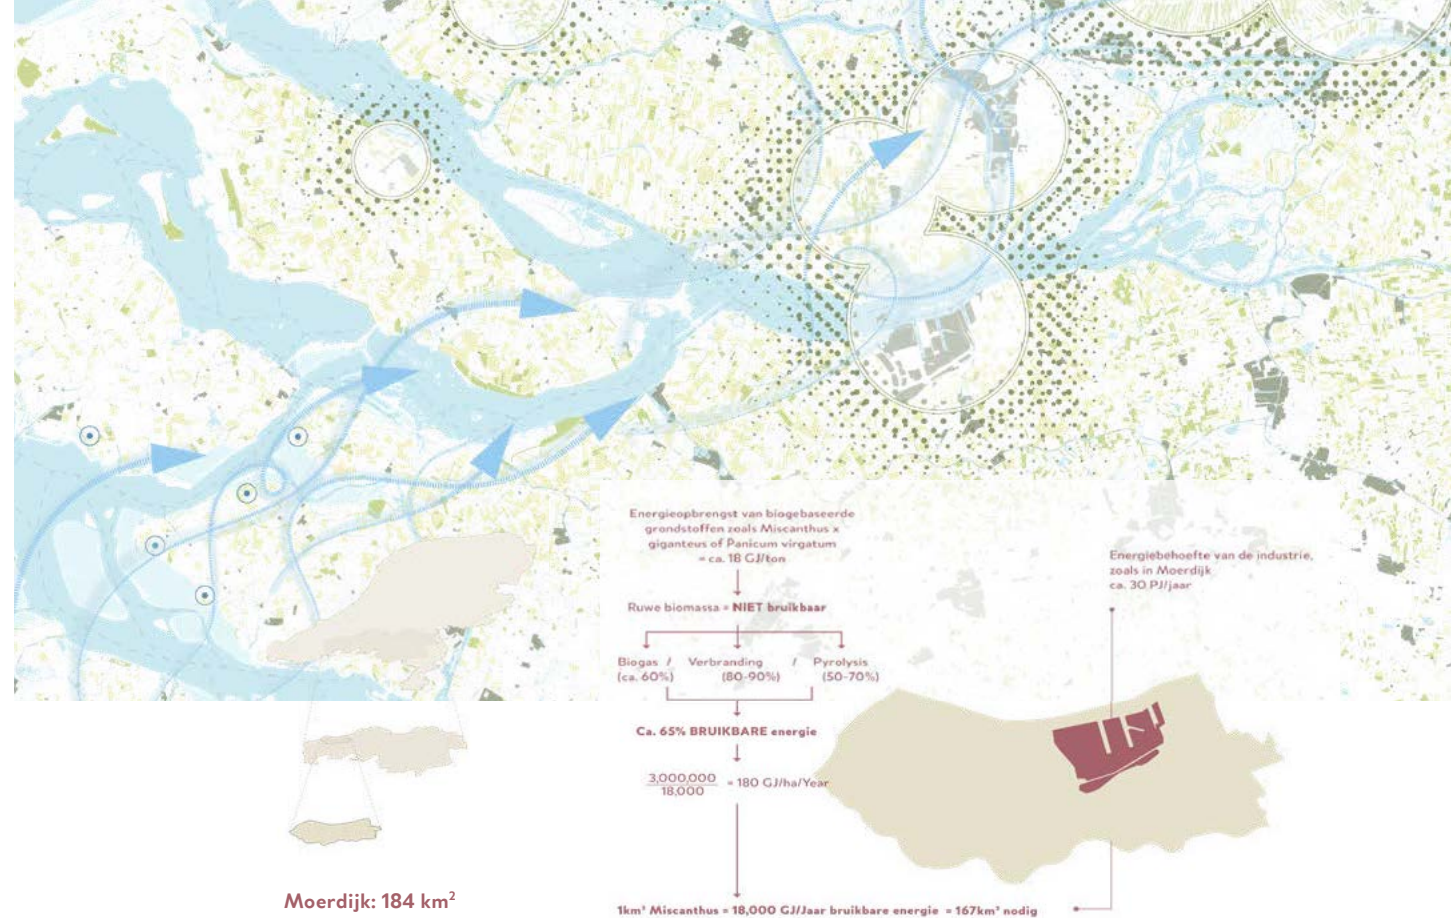 Energieopbrengst van biogebaseerde
grondstoffen zoals Miscanthus x
giganteus of Panicum virgatum
= ca. 18 GJ/ton
Ruwe biomassa = NIET bruikbaar
Biogas / Verbranding / Pyrolysis
(ca. 60%) (80-90%) (50-70%)
Ca. 65% BRUIKBARE energie
3,000,000
18,000
= 180 GJ/ha/Year
Energiebehoefte van de industrie,
zoals in Moerdijk
ca. 30 PJ/jaar
Moerdijk: 184 km²
1km² Miscanthus = 18,000 GJ/Jaar bruikbare energie = 167km² nodig